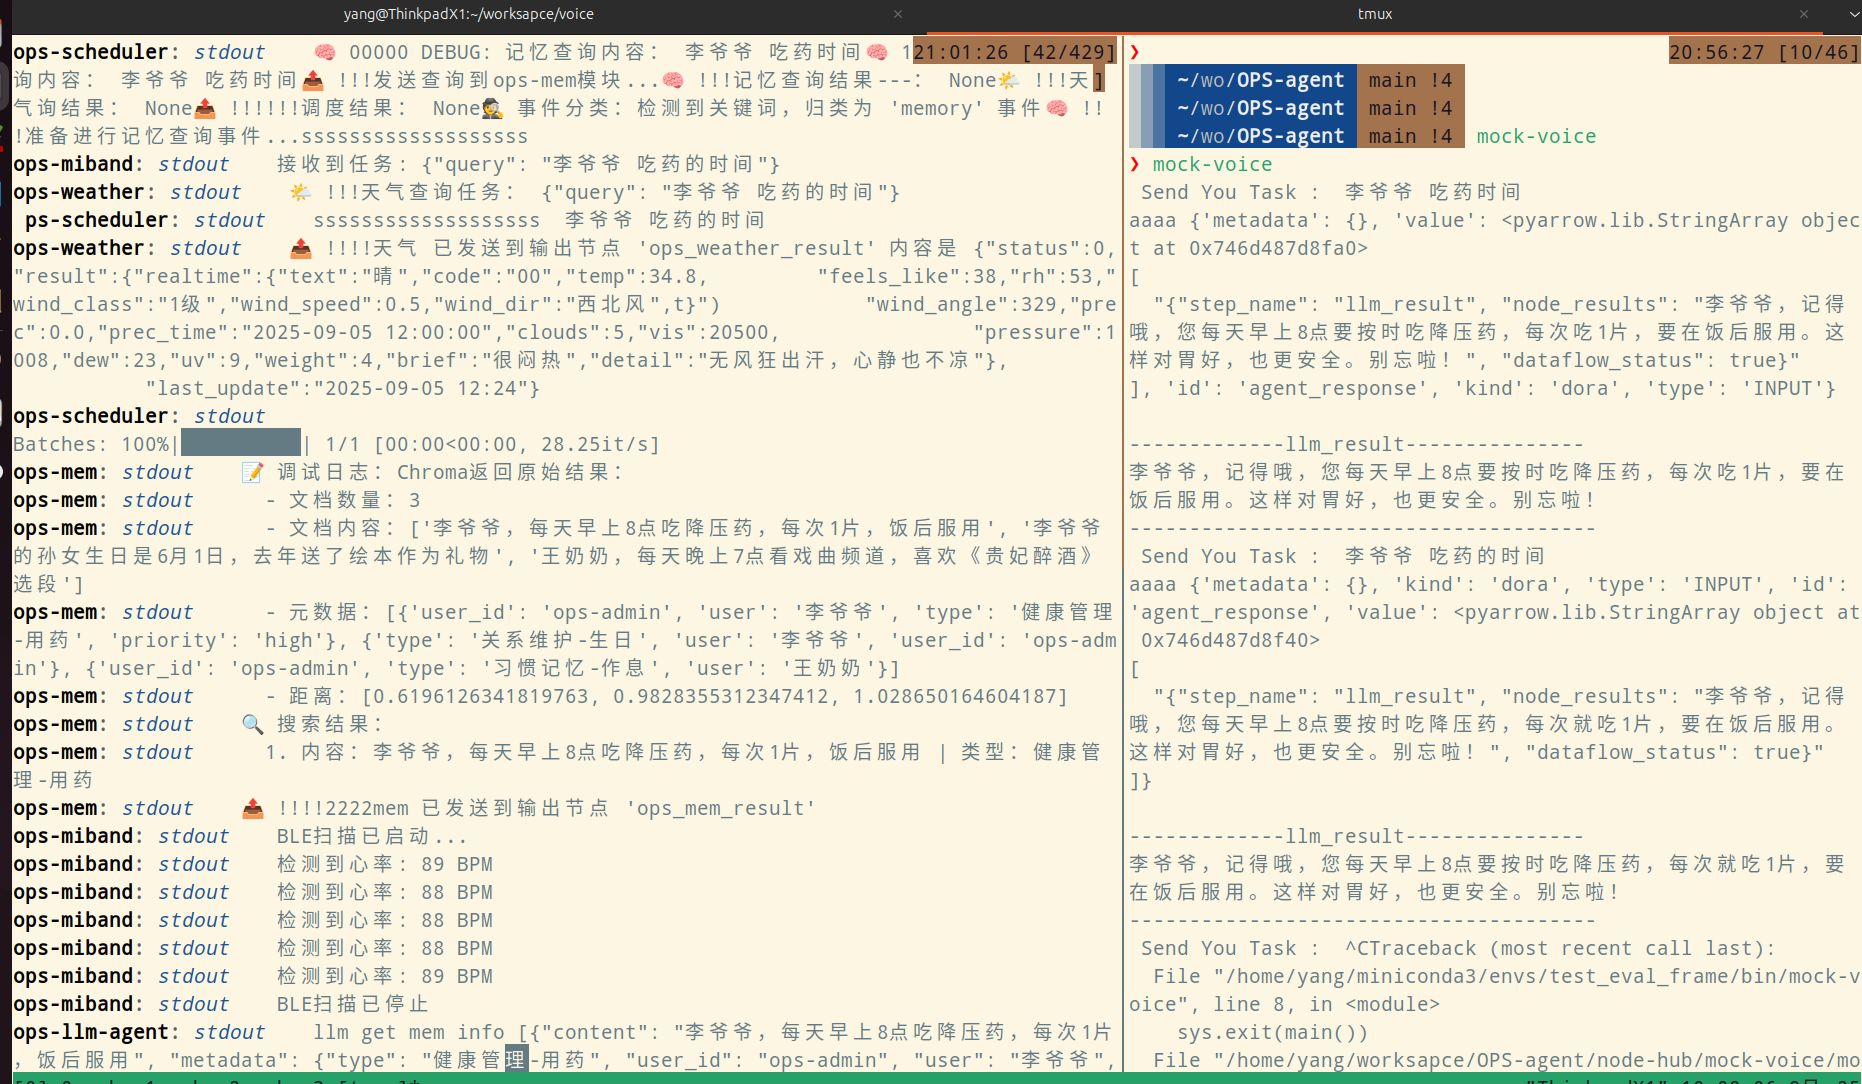 yang@ThinkpadX1:~/worksapce/voice
tmux
ops-scheduler: stdout 🧠 00000 DEBUG: 记忆查询内容： 李爷爷 吃药时间🧠 1
21:01:26 [42/429]
询内容： 李爷爷 吃药时间📤 !!!发送查询到ops-mem模块...🧠 !!!记忆查询结果---： None🌤️ !!!天]
气询结果： None📤 !!!!!!调度结果： None🕵️ 事件分类：检测到关键词，归类为 'memory' 事件🧠 !!
!准备进行记忆查询事件...sssssssssssssssssss
ops-miband: stdout 接收到任务: {"query": "李爷爷 吃药的时间"}
ops-weather: stdout 🌤️ !!!天气查询任务： {"query": "李爷爷 吃药的时间"}
ps-scheduler: stdout sssssssssssssssssss 李爷爷 吃药的时间
ops-weather: stdout 📤 !!!!天气 已发送到输出节点 'ops_weather_result' 内容是 {"status":0,
"result":{"realtime":{"text":"晴","code":"00","temp":34.8, "feels_like":38,"rh":53,"
wind_class":"1级","wind_speed":0.5,"wind_dir":"西北风",t}") "wind_angle":329,"pre
c":0.0,"prec_time":"2025-09-05 12:00:00","clouds":5,"vis":20500, "pressure":1
008,"dew":23,"uv":9,"weight":4,"brief":"很闷热","detail":"无风狂出汗，心静也不凉"},
"last_update":"2025-09-05 12:24"}
ops-scheduler: stdout
Batches: 100%| | 1/1 [00:00<00:00, 28.25it/s]
ops-mem: stdout 📝 调试日志：Chroma返回原始结果：
ops-mem: stdout - 文档数量：3
ops-mem: stdout - 文档内容：['李爷爷，每天早上8点吃降压药，每次1片，饭后服用', '李爷爷
的孙女生日是6月1日，去年送了绘本作为礼物', '王奶奶，每天晚上7点看戏曲频道，喜欢《贵妃醉酒》
选段']
ops-mem: stdout - 元数据：[{'user_id': 'ops-admin', 'user': '李爷爷', 'type': '健康管理
-用药', 'priority': 'high'}, {'type': '关系维护-生日', 'user': '李爷爷', 'user_id': 'ops-adm
in'}, {'user_id': 'ops-admin', 'type': '习惯记忆-作息', 'user': '王奶奶'}]
ops-mem: stdout - 距离：[0.6196126341819763, 0.9828355312347412, 1.028650164604187]
ops-mem: stdout 🔍 搜索结果：
ops-mem: stdout 1. 内容：李爷爷，每天早上8点吃降压药，每次1片，饭后服用 | 类型：健康管
理-用药
ops-mem: stdout 📤 !!!!2222mem 已发送到输出节点 'ops_mem_result'
ops-miband: stdout BLE扫描已启动...
ops-miband: stdout 检测到心率: 89 BPM
ops-miband: stdout 检测到心率: 88 BPM
ops-miband: stdout 检测到心率: 88 BPM
ops-miband: stdout 检测到心率: 88 BPM
ops-miband: stdout 检测到心率: 89 BPM
ops-miband: stdout BLE扫描已停止
ops-llm-agent: stdout llm get mem info [{"content": "李爷爷，每天早上8点吃降压药，每次1片
，饭后服用", "metadata": {"type": "健康管理-用药", "user_id": "ops-admin", "user": "李爷爷",
❯
20:56:27 [10/46]
~/wo/OPS-agent main !4
~/wo/OPS-agent main !4
~/wo/OPS-agent main !4 mock-voice
❯ mock-voice
Send You Task : 李爷爷 吃药时间
aaaa {'metadata': {}, 'value': <pyarrow.lib.StringArray objec
t at 0x746d487d8fa0>
[
"{"step_name": "llm_result", "node_results": "李爷爷，记得
哦，您每天早上8点要按时吃降压药，每次吃1片，要在饭后服用。这
样对胃好，也更安全。别忘啦！", "dataflow_status": true}"
], 'id': 'agent_response', 'kind': 'dora', 'type': 'INPUT'}
-------------llm_result---------------
李爷爷，记得哦，您每天早上8点要按时吃降压药，每次吃1片，要在
饭后服用。这样对胃好，也更安全。别忘啦！
---------------------------------------
Send You Task : 李爷爷 吃药的时间
aaaa {'metadata': {}, 'kind': 'dora', 'type': 'INPUT', 'id':
'agent_response', 'value': <pyarrow.lib.StringArray object at
0x746d487d8f40>
[
"{"step_name": "llm_result", "node_results": "李爷爷，记得
哦，您每天早上8点要按时吃降压药，每次就吃1片，要在饭后服用。
这样对胃好，也更安全。别忘啦！", "dataflow_status": true}"
]}
-------------llm_result---------------
李爷爷，记得哦，您每天早上8点要按时吃降压药，每次就吃1片，要
在饭后服用。这样对胃好，也更安全。别忘啦！
---------------------------------------
Send You Task : ^CTraceback (most recent call last):
File "/home/yang/miniconda3/envs/test_eval_frame/bin/mock-v
oice", line 8, in <module>
sys.exit(main())
File "/home/yang/worksapce/OPS-agent/node-hub/mock-voice/mo